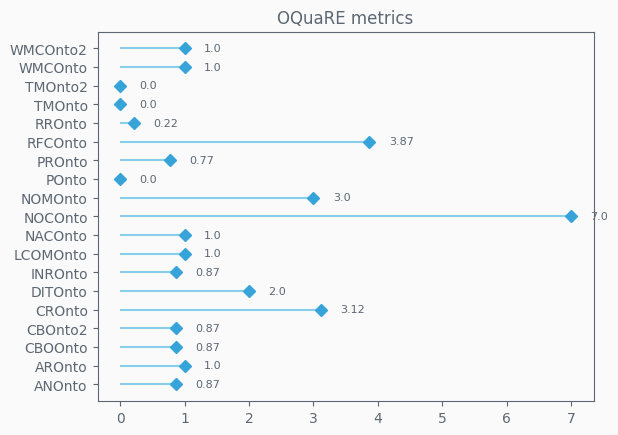 OQuaRE metrics
WMCOnto2 1.0
WMCOnto 1.0
TMOnto2 0.0
TMOnto 0.0
RROnto 0.22
RFCOnto 3.87
PROnto 0.77
POnto 0.0
NOMOnto 3.0
NOCOnto 7.0
NACOnto 1.0
LCOMOnto 1.0
INROnto 0.87
DITOnto 2.0
CROnto 3.12
CBOnto2 0.87
CBOOnto 0.87
AROnto 1.0
ANOnto 0.87
0 1 2 3 4 5 6 7